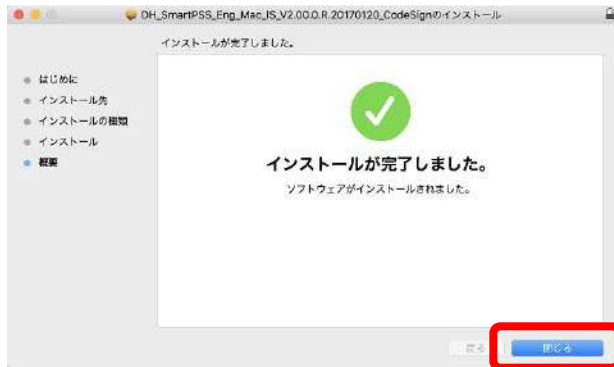 DH_SmartPSS_Eng_Mac_IS_V2.00.0.R.20170120_CodeSignのインストール
インストールが完了しました。
はじめに
インストール先
インストールの種類
インストール
概要
インストールが完了しました。
ソフトウェアがインストールされました。
戻る
閉じる